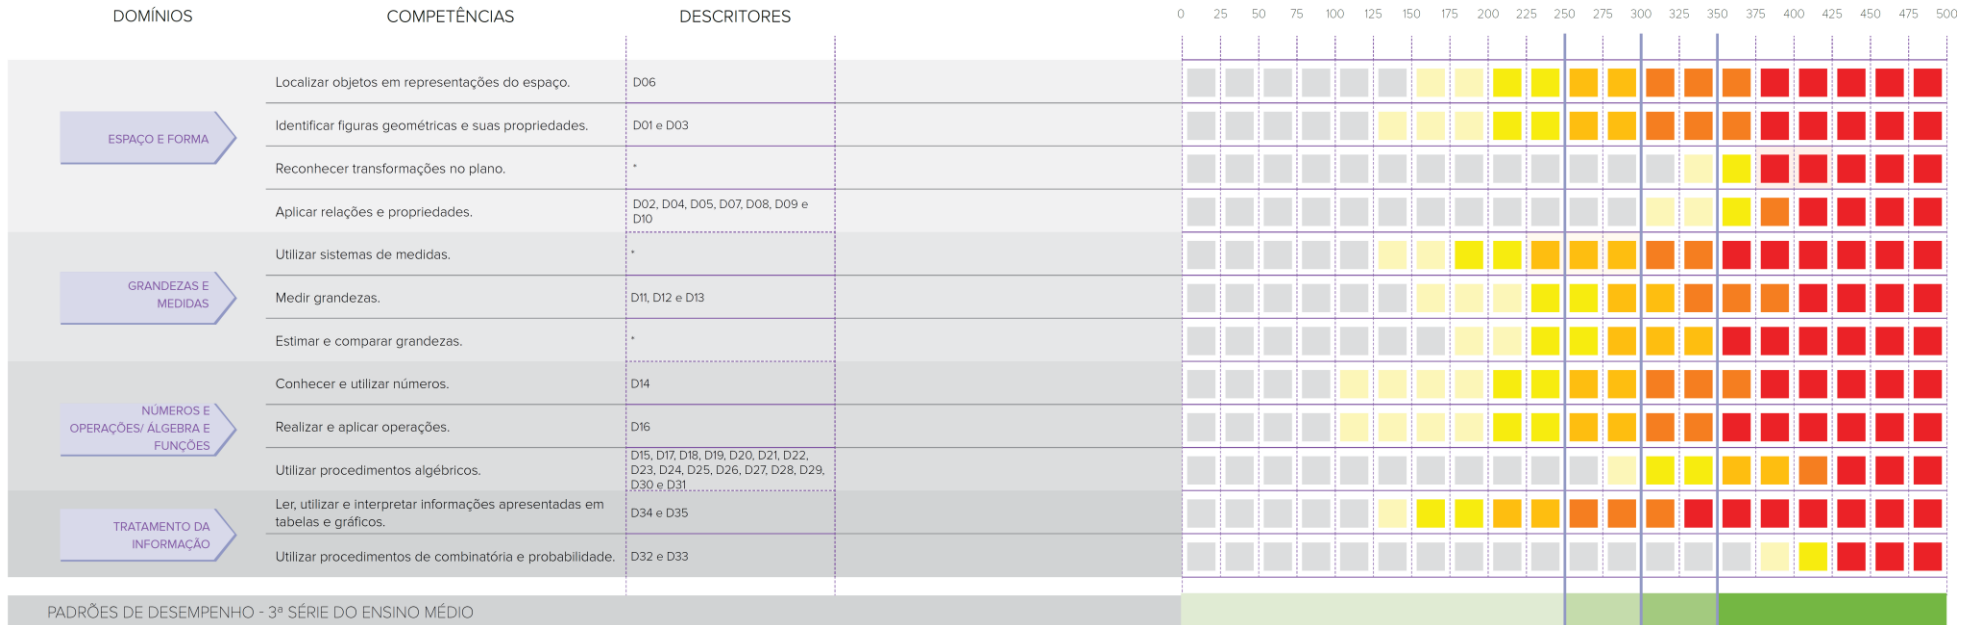 DOMÍNIOS COMPETÊNCIAS DESCRITORES 0 25 50 75 100 125 150 175 200 225 250 275 300 325 350 375 400 425 450 475 500
ESPAÇO E FORMA
Localizar objetos em representações do espaço. D06
Identificar figuras geométricas e suas propriedades. D01 e D03
Reconhecer transformações no plano. *
Aplicar relações e propriedades. D02, D04, D05, D07, D08, D09 e
D10
GRANDEZAS E
MEDIDAS
Utilizar sistemas de medidas. *
Medir grandezas. D11, D12 e D13
Estimar e comparar grandezas. *
NÚMEROS E
OPERAÇÕES/ ÁLGEBRA E
FUNÇÕES
Conhecer e utilizar números. D14
Realizar e aplicar operações. D16
Utilizar procedimentos algébricos. D15, D17, D18, D19, D20, D21, D22,
D23, D24, D25, D26, D27, D28, D29,
D30 e D31
TRATAMENTO DA
INFORMAÇÃO
Ler, utilizar e interpretar informações apresentadas em
tabelas e gráficos. D34 e D35
Utilizar procedimentos de combinatória e probabilidade. D32 e D33
PADRÕES DE DESEMPENHO - 3ª SÉRIE DO ENSINO MÉDIO